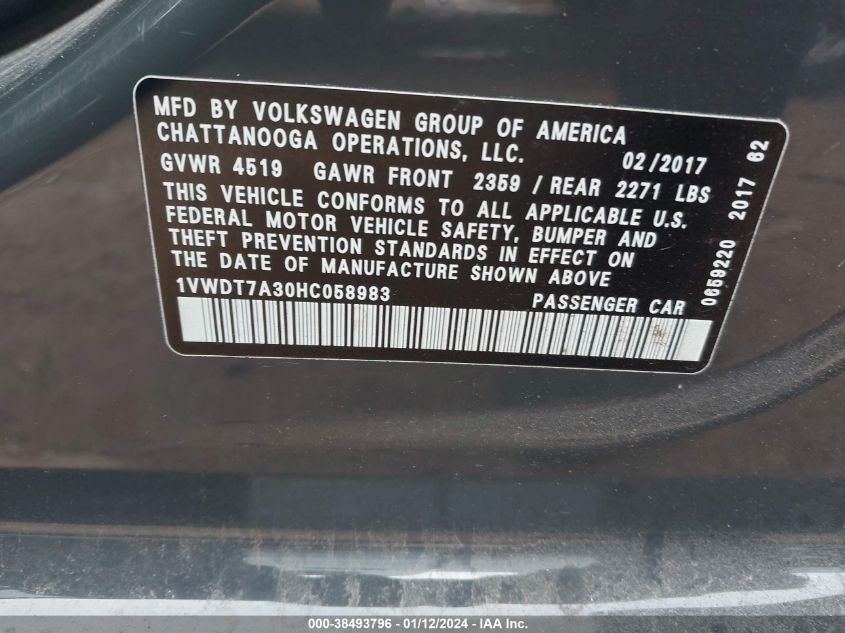 MFD BY VOLKSWAGEN GROUP OF AMERICA
CHATTANOOGA OPERATIONS, LLC. 02/2017
GVWR 4519 GAWR FRONT 2359 / REAR 2271 LBS
THIS VEHICLE CONFORMS TO ALL APPLICABLE U.S.
FEDERAL MOTOR VEHICLE SAFETY, BUMPER AND
THEFT PREVENTION STANDARDS IN EFFECT ON
THE DATE OF MANUFACTURE SHOWN ABOVE
1VWDT7A30HC058983 PASSENGER CAR
0659220 2017 62
000-38493796 - 01/12/2024 - IAA Inc.